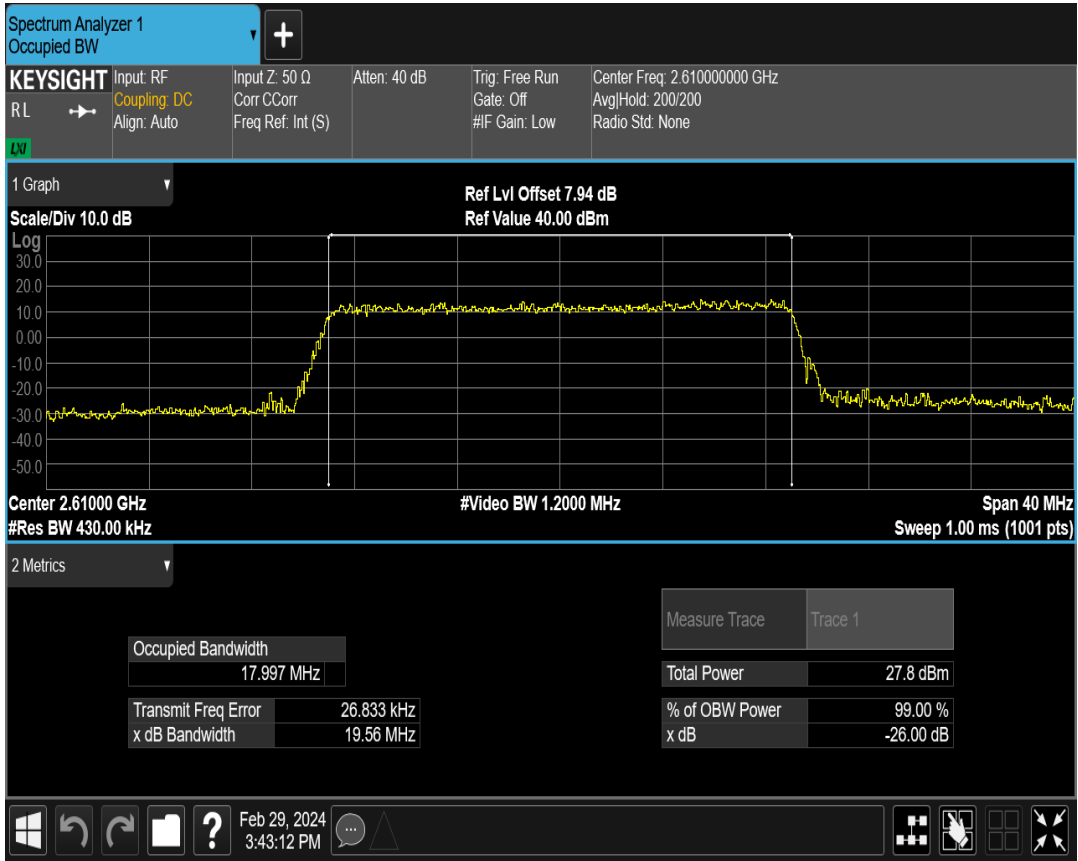 Spectrum Analyzer 1
Occupied BW
KEYSIGHT
R L
LXI
Input: RF
Coupling: DC
Align: Auto
Input Z: 50 Ω
Corr CCorr
Freq Ref: Int (S)
Atten: 40 dB
Trig: Free Run
Gate: Off
#IF Gain: Low
Center Freq: 2.610000000 GHz
Avg|Hold: 200/200
Radio Std: None
1 Graph
Scale/Div 10.0 dB
Ref Lvl Offset 7.94 dB
Ref Value 40.00 dBm
Log
30.0
20.0
10.0
0.00
-10.0
-20.0
-30.0
-40.0
-50.0
Center 2.61000 GHz
#Video BW 1.2000 MHz
Span 40 MHz
#Res BW 430.00 kHz
Sweep 1.00 ms (1001 pts)
2 Metrics
Measure Trace Trace 1
Occupied Bandwidth
17.997 MHz
Total Power 27.8 dBm
Transmit Freq Error 26.833 kHz
% of OBW Power 99.00 %
x dB Bandwidth 19.56 MHz
x dB -26.00 dB
?
Feb 29, 2024
3:43:12 PM